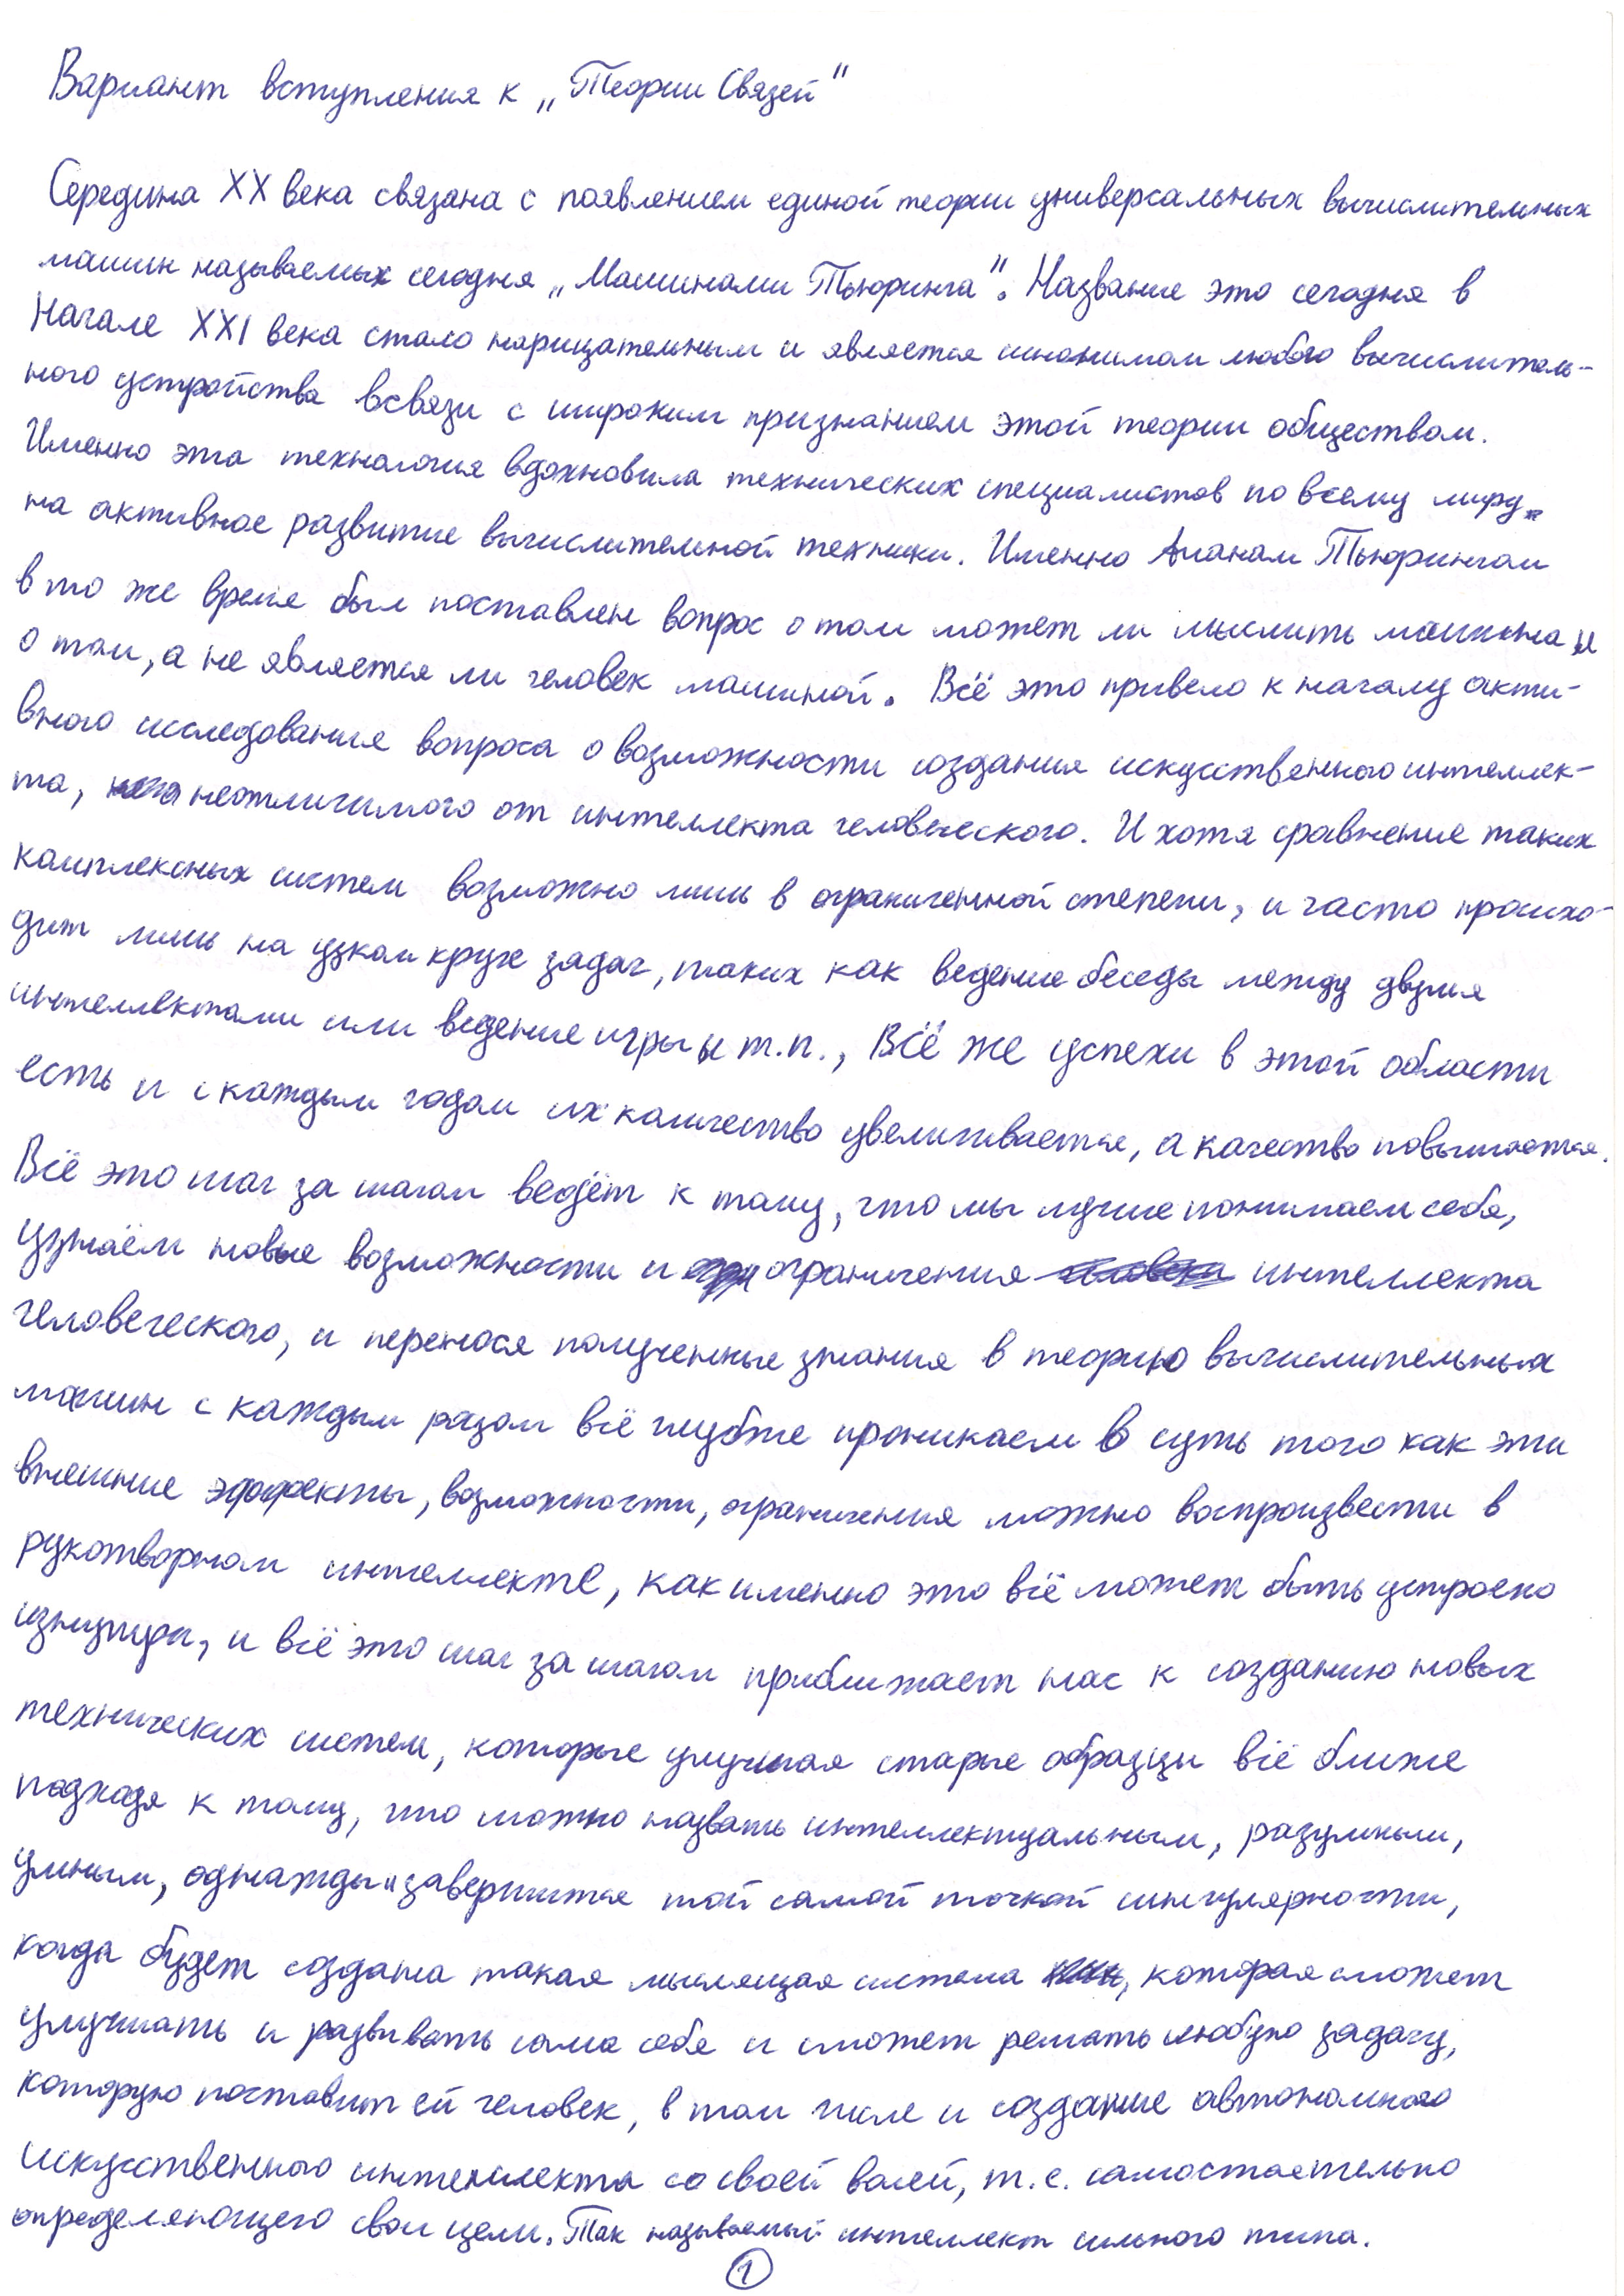 Вариант вступления к „Теории Связей"
Середина XX века связана с появлением единой теории универсальных вычислительных
машин называемых сегодня „Машинами Тьюринга". Название это сегодня в
Начале XXI века стало нарицательным и является синонимом любого вычислитель-
ного устройства всвязи с широким признанием этой теории обществом.
Именно эта технология вдохновила технических специалистов по всему миру
на активное развитие вычислительной техники. Именно Аланом Тьюрингом
в то же время был поставлен вопрос о том может ли мыслить машина и
о том, а не является ли человек машиной. Всё это привело к началу акти-
вного исследования вопроса о возможности создания искусственного интеллек-
та, неотличимого от интеллекта человеческого. И хотя сравнение таких
комплексных систем возможно лишь в ограниченной степени, и часто происхо-
дит лишь на узком круге задач, таких как ведение беседы между двумя
интеллектами или ведение игры и т.п., Всё же успехи в этой области
есть и с каждым годом их количество увеличивается, а качество повышается.
Всё это шаг за шагом ведёт к тому, что мы лучше понимаем себя,
узнаём новые возможности и ограничения интеллекта
человеческого, и перенося полученные знания в теорию вычислительных
машин с каждым разом всё глубже проникаем в суть того как эти
внешние эффекты, возможности, ограничения можно воспроизвести в
рукотворном интеллекте, как именно это всё может быть устроено
изнутри, и всё это шаг за шагом приближает нас к созданию новых
технических систем, которые улучшая старые образцы всё ближе
подходя к тому, что можно назвать интеллектуальным, разумным,
умным, однажды завершится той самой точкой сингулярности,
когда будет создана такая мыслящая система, которая сможет
улучшать и развивать сама себя и сможет решать любую задачу,
которую поставит ей человек, в том числе и создание автономного
искусственного интеллекта со своей волей, т.е. самостоятельно
определяющего свои цели. Так называемый интеллект сильного типа.
1